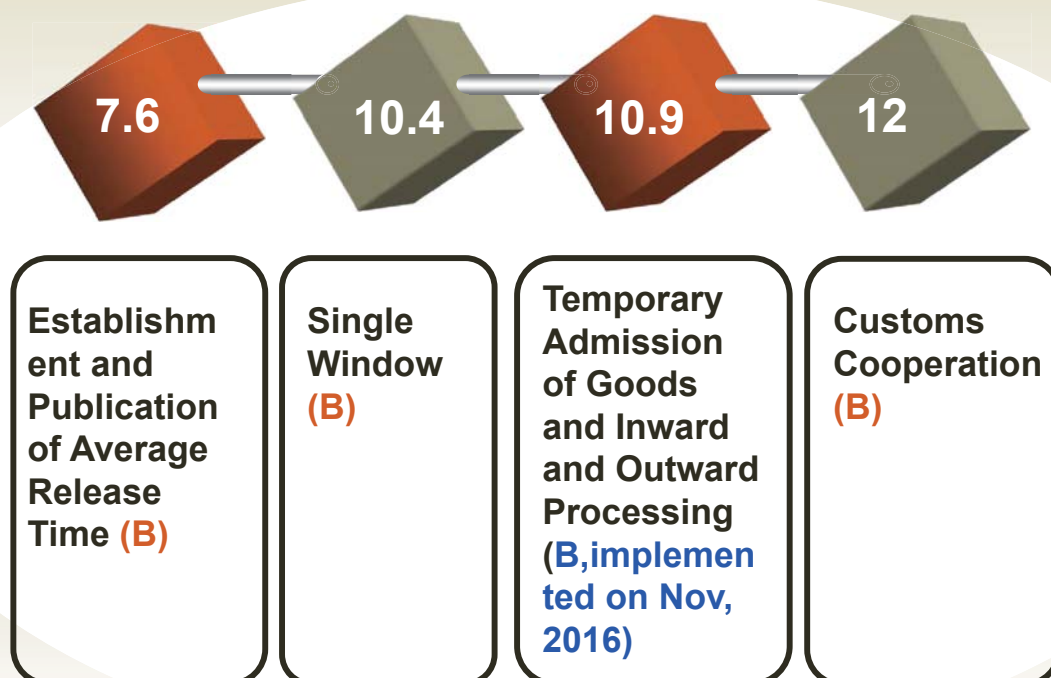 7.6
10.4
10.9
12
Establishm
ent and
Publication
of Average
Release
Time (B)
Single
Window
(B)
Temporary
Admission
of Goods
and Inward
and Outward
Processing
(B,implemen
ted on Nov,
2016)
Customs
Cooperation
(B)